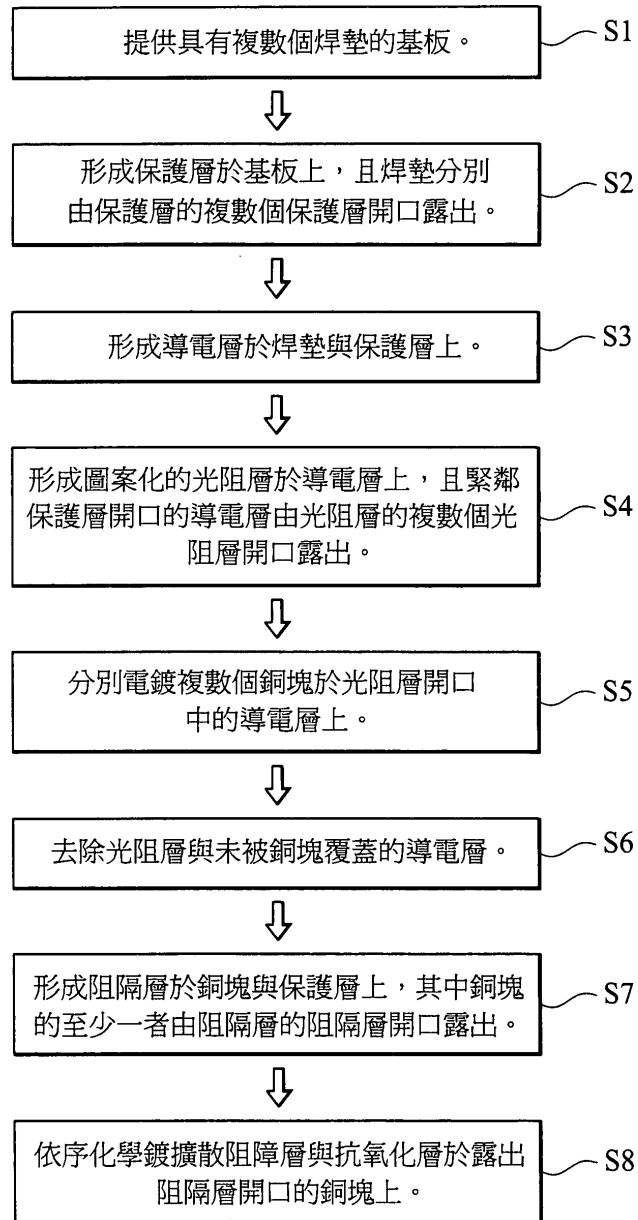 提供具有複數個焊墊的基板。
S1
形成保護層於基板上,且焊墊分別
由保護層的複數個保護層開口露出。
S2
形成導電層於焊墊與保護層上。
S3
形成圖案化的光阻層於導電層上,且緊鄰
保護層開口的導電層由光阻層的複數個光
阻層開口露出。
S4
分別電鍍複數個銅塊於光阻層開口
中的導電層上。
S5
去除光阻層與未被銅塊覆蓋的導電層。
S6
形成阻隔層於銅塊與保護層上,其中銅塊
的至少一者由阻隔層的阻隔層開口露出。
S7
依序化學鍍擴散阻障層與抗氧化層於露出
阻隔層開口的銅塊上。
S8